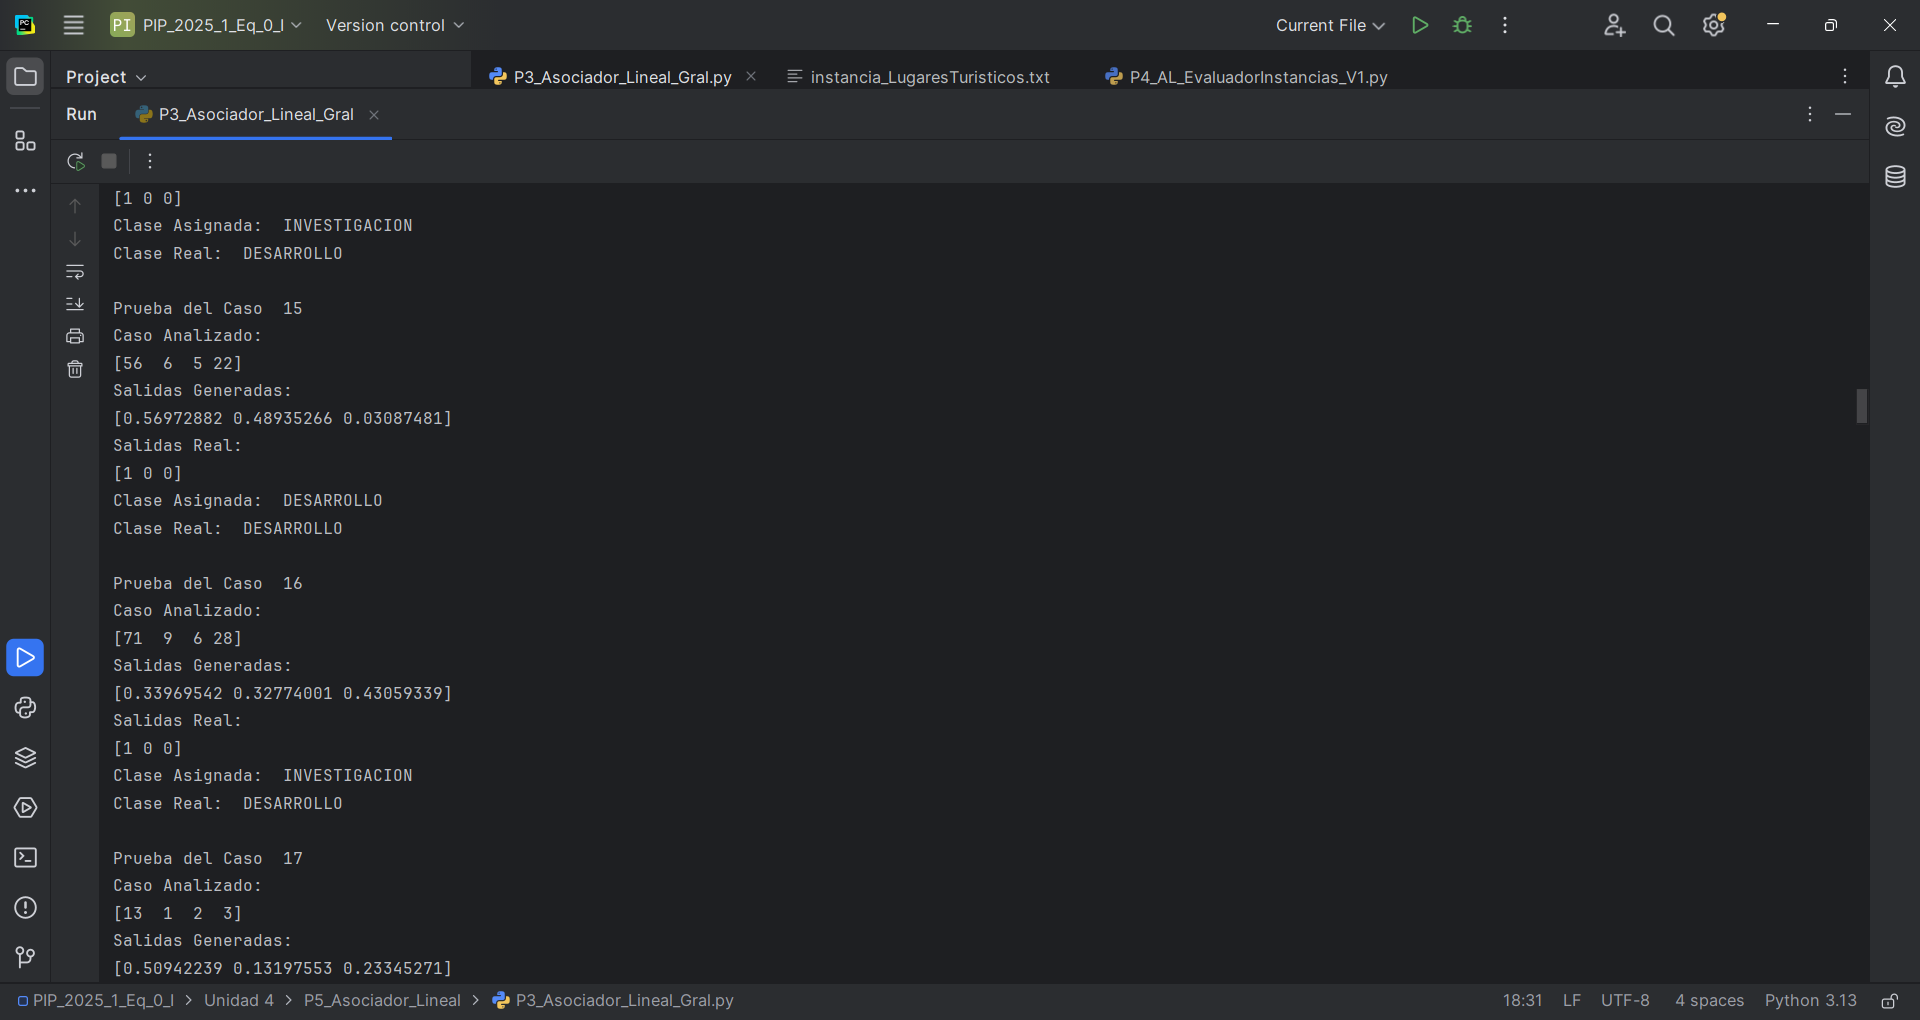 PI PIP_2025_1_Eq_0_I Version control Current File
Project P3_Asociador_Lineal_Gral.py instancia_LugaresTuristicos.txt P4_AL_EvaluadorInstancias_V1.py
Run P3_Asociador_Lineal_Gral
[1 0 0]
Clase Asignada:  INVESTIGACION
Clase Real:  DESARROLLO
Prueba del Caso  15
Caso Analizado:
[56  6  5 22]
Salidas Generadas:
[0.56972882 0.48935266 0.03087481]
Salidas Real:
[1 0 0]
Clase Asignada:  DESARROLLO
Clase Real:  DESARROLLO
Prueba del Caso  16
Caso Analizado:
[71  9  6 28]
Salidas Generadas:
[0.33969542 0.32774001 0.43059339]
Salidas Real:
[1 0 0]
Clase Asignada:  INVESTIGACION
Clase Real:  DESARROLLO
Prueba del Caso  17
Caso Analizado:
[13  1  2  3]
Salidas Generadas:
[0.50942239 0.13197553 0.23345271]
PIP_2025_1_Eq_0_I > Unidad 4 > P5_Asociador_Lineal > P3_Asociador_Lineal_Gral.py 18:31 LF UTF-8 4 spaces Python 3.13